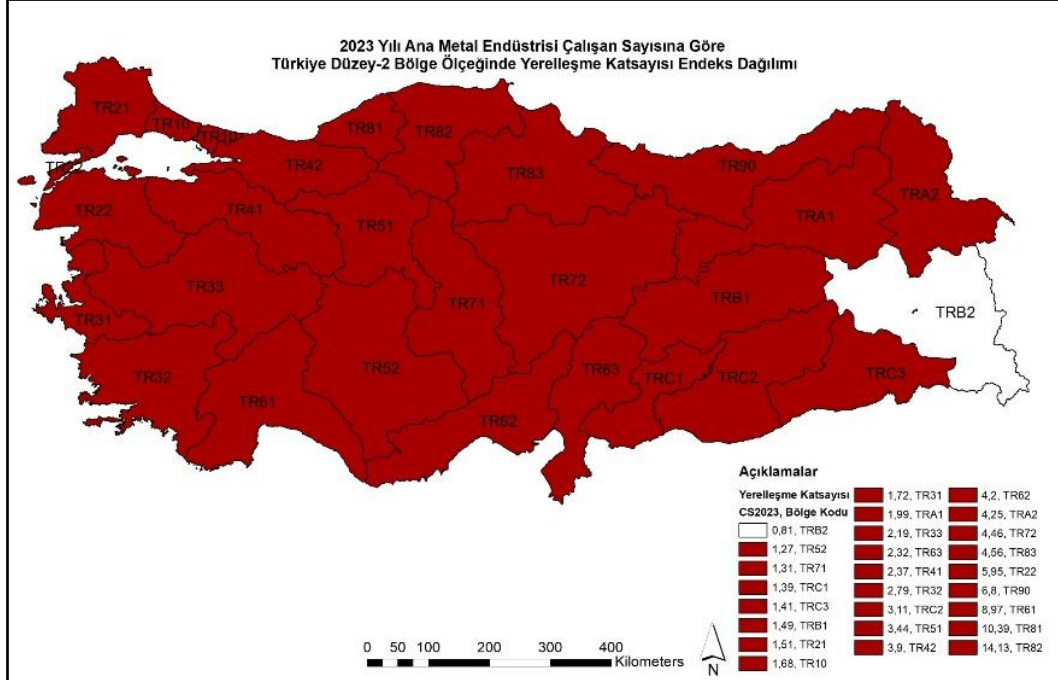 2023 Yılı Ana Metal Endüstrisi Çalışan Sayısına Göre
Türkiye Düzey-2 Bölge Ölçeğinde Yerelleşme Katsayısı Endeks Dağılımı
TR21
TR10
TR10
TR81
TR82
TR42
TR83
TR90
TRA2
TR22
TR22
TR41
TR51
TRA1
TR33
TR71
TR72
TRB1
TRB2
TR31
TR32
TR61
TR52
TR62
TR63
TRC1
TRC2
TRC3
Açıklamalar
Yerelleşme Katsayısı
CS2023, Bölge Kodu
0,81, TRB2
1,27, TR52
1,31, TR71
1,39, TRC1
1,41, TRC3
1,49, TRB1
1,51, TR21
1,68, TR10
1,72, TR31
1,99, TRA1
2,19, TR33
2,32, TR63
2,37, TR41
2,79, TR32
3,11, TRC2
3,44, TR51
3,9, TR42
4,2, TR62
4,25, TRA2
4,46, TR72
4,56, TR83
5,95, TR22
6,8, TR90
8,97, TR61
10,39, TR81
14,13, TR82
0 50 100 200 300 400
Kilometers
N